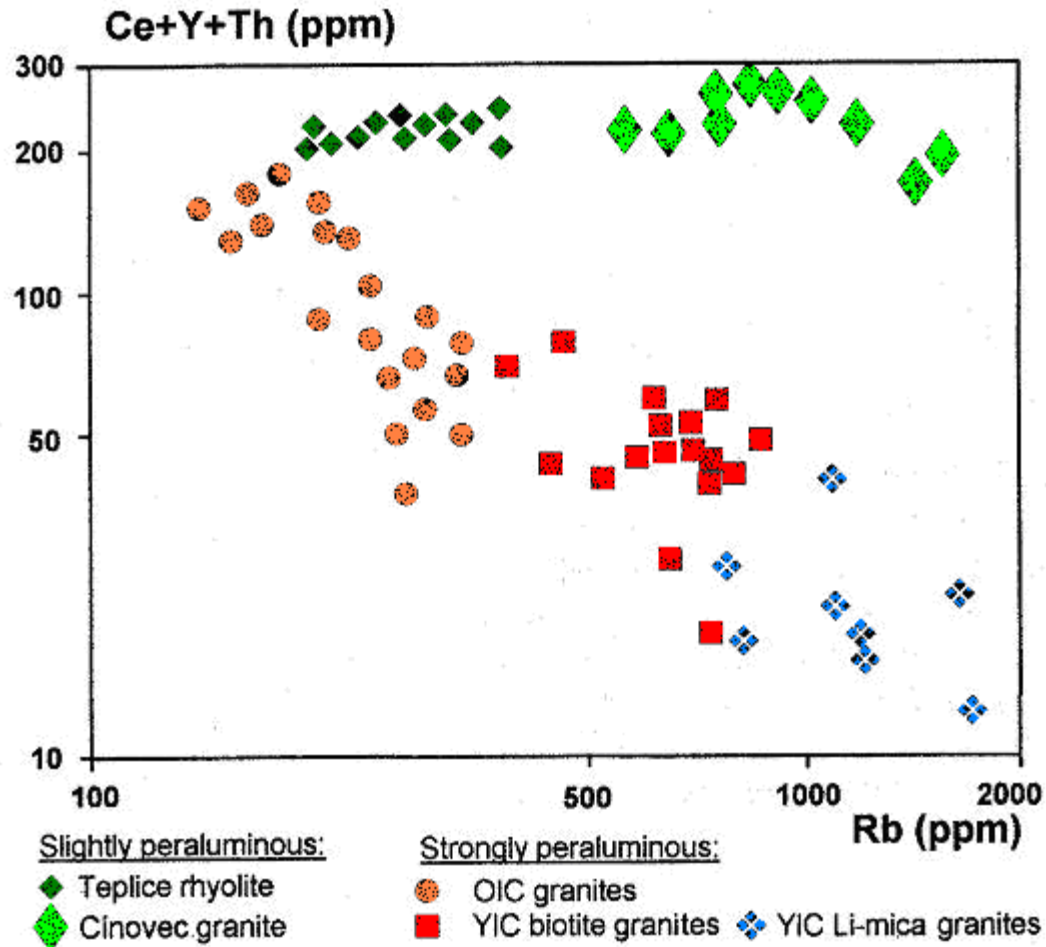 Ce+Y+Th (ppm)
300
200
100
50
10
100
500
1000
2000
Rb (ppm)
Slightly peraluminous:
Strongly peraluminous:
Teplice rhyolite
OIC granites
Cínovec granite
YIC biotite granites
YIC Li-mica granites